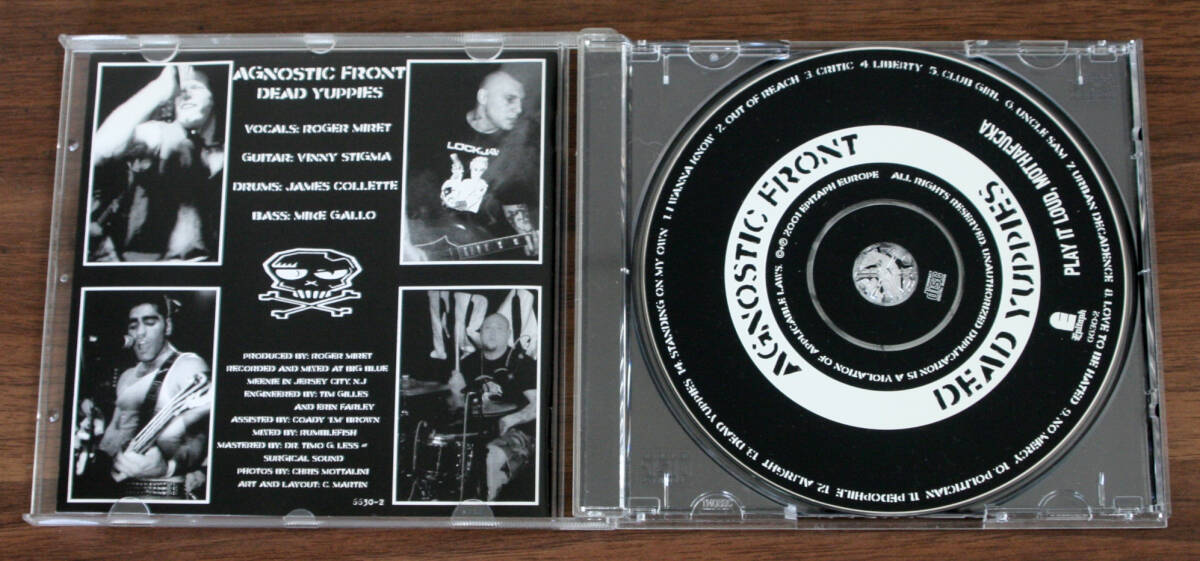 AGNOSTIC FRONT
DEAD YUPPIES
VOCALS: ROGER MIRET
GUITAR: VINNY STIGMA
DRUMS: JAMES COLLETTE
BASS: MIKE GALLO
LOCKJAW
PRODUCED BY: ROGER MIRET
RECORDED AND MIXED AT BIG BLUE
MEENIE IN JERSEY CITY, NJ
ENGINEERED BY: TIM GILLES
AND ERIN FARLEY
ASSISTED BY: COADY "EM" BROWN
MIXED BY: RUMBLEFISH
MASTERED BY: DR. TIMO G. LESS -
SURGICAL SOUND
PHOTOS BY: CHRIS MOTTALINI
ART AND LAYOUT: C. MARTIN
6630-2
1. I WANNA KNOW 2. OUT OF REACH 3. CRITIC 4. LIBERTY 5. CLUB GIRL 6. UNCLE SAM 7. URBAN DECADENCE 8. LOVE TO BE HATED 9. NO MERCY 10. POLITICIAN 11. PEDOPHILE 12. ALRIGHT 13. DEAD YUPPIES 14. STANDING ON MY OWN
AGNOSTIC FRONT
DEAD YUPPIES
©+℗ 2001 EPITAPH EUROPE ALL RIGHTS RESERVED. UNAUTHORIZED DUPLICATION IS A VIOLATION OF APPLICABLE LAWS.
PLAY IT LOUD, MOTHAFUCKA
Epitaph
6630-2
disc